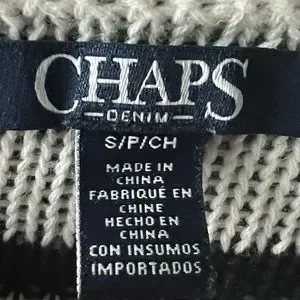 CHAPS
DENIM
S/P/CH
MADE IN
CHINA
FABRIQUÉ EN
CHINE
HECHO EN
CHINA
CON INSUMOS
IMPORTADOS